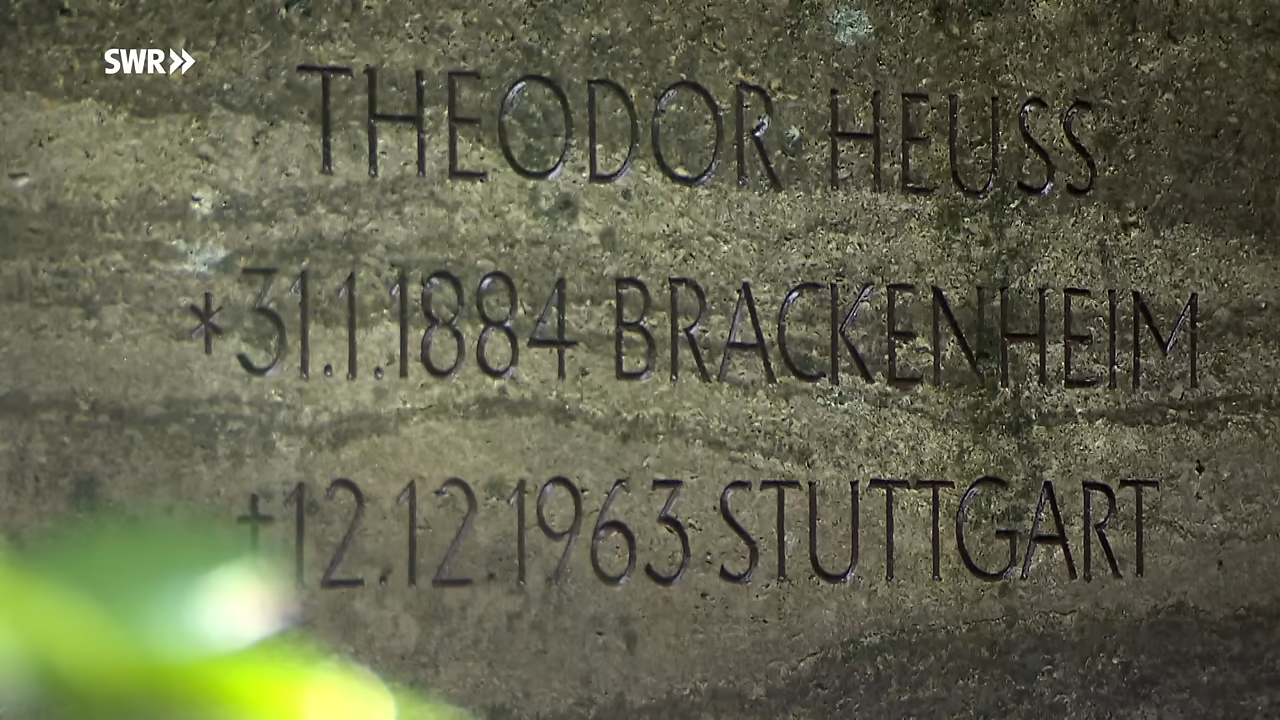 SWR»
THEODOR HEUSS
*31.1.1884 BRACKENHEIM
†12.12.1963 STUTTGART